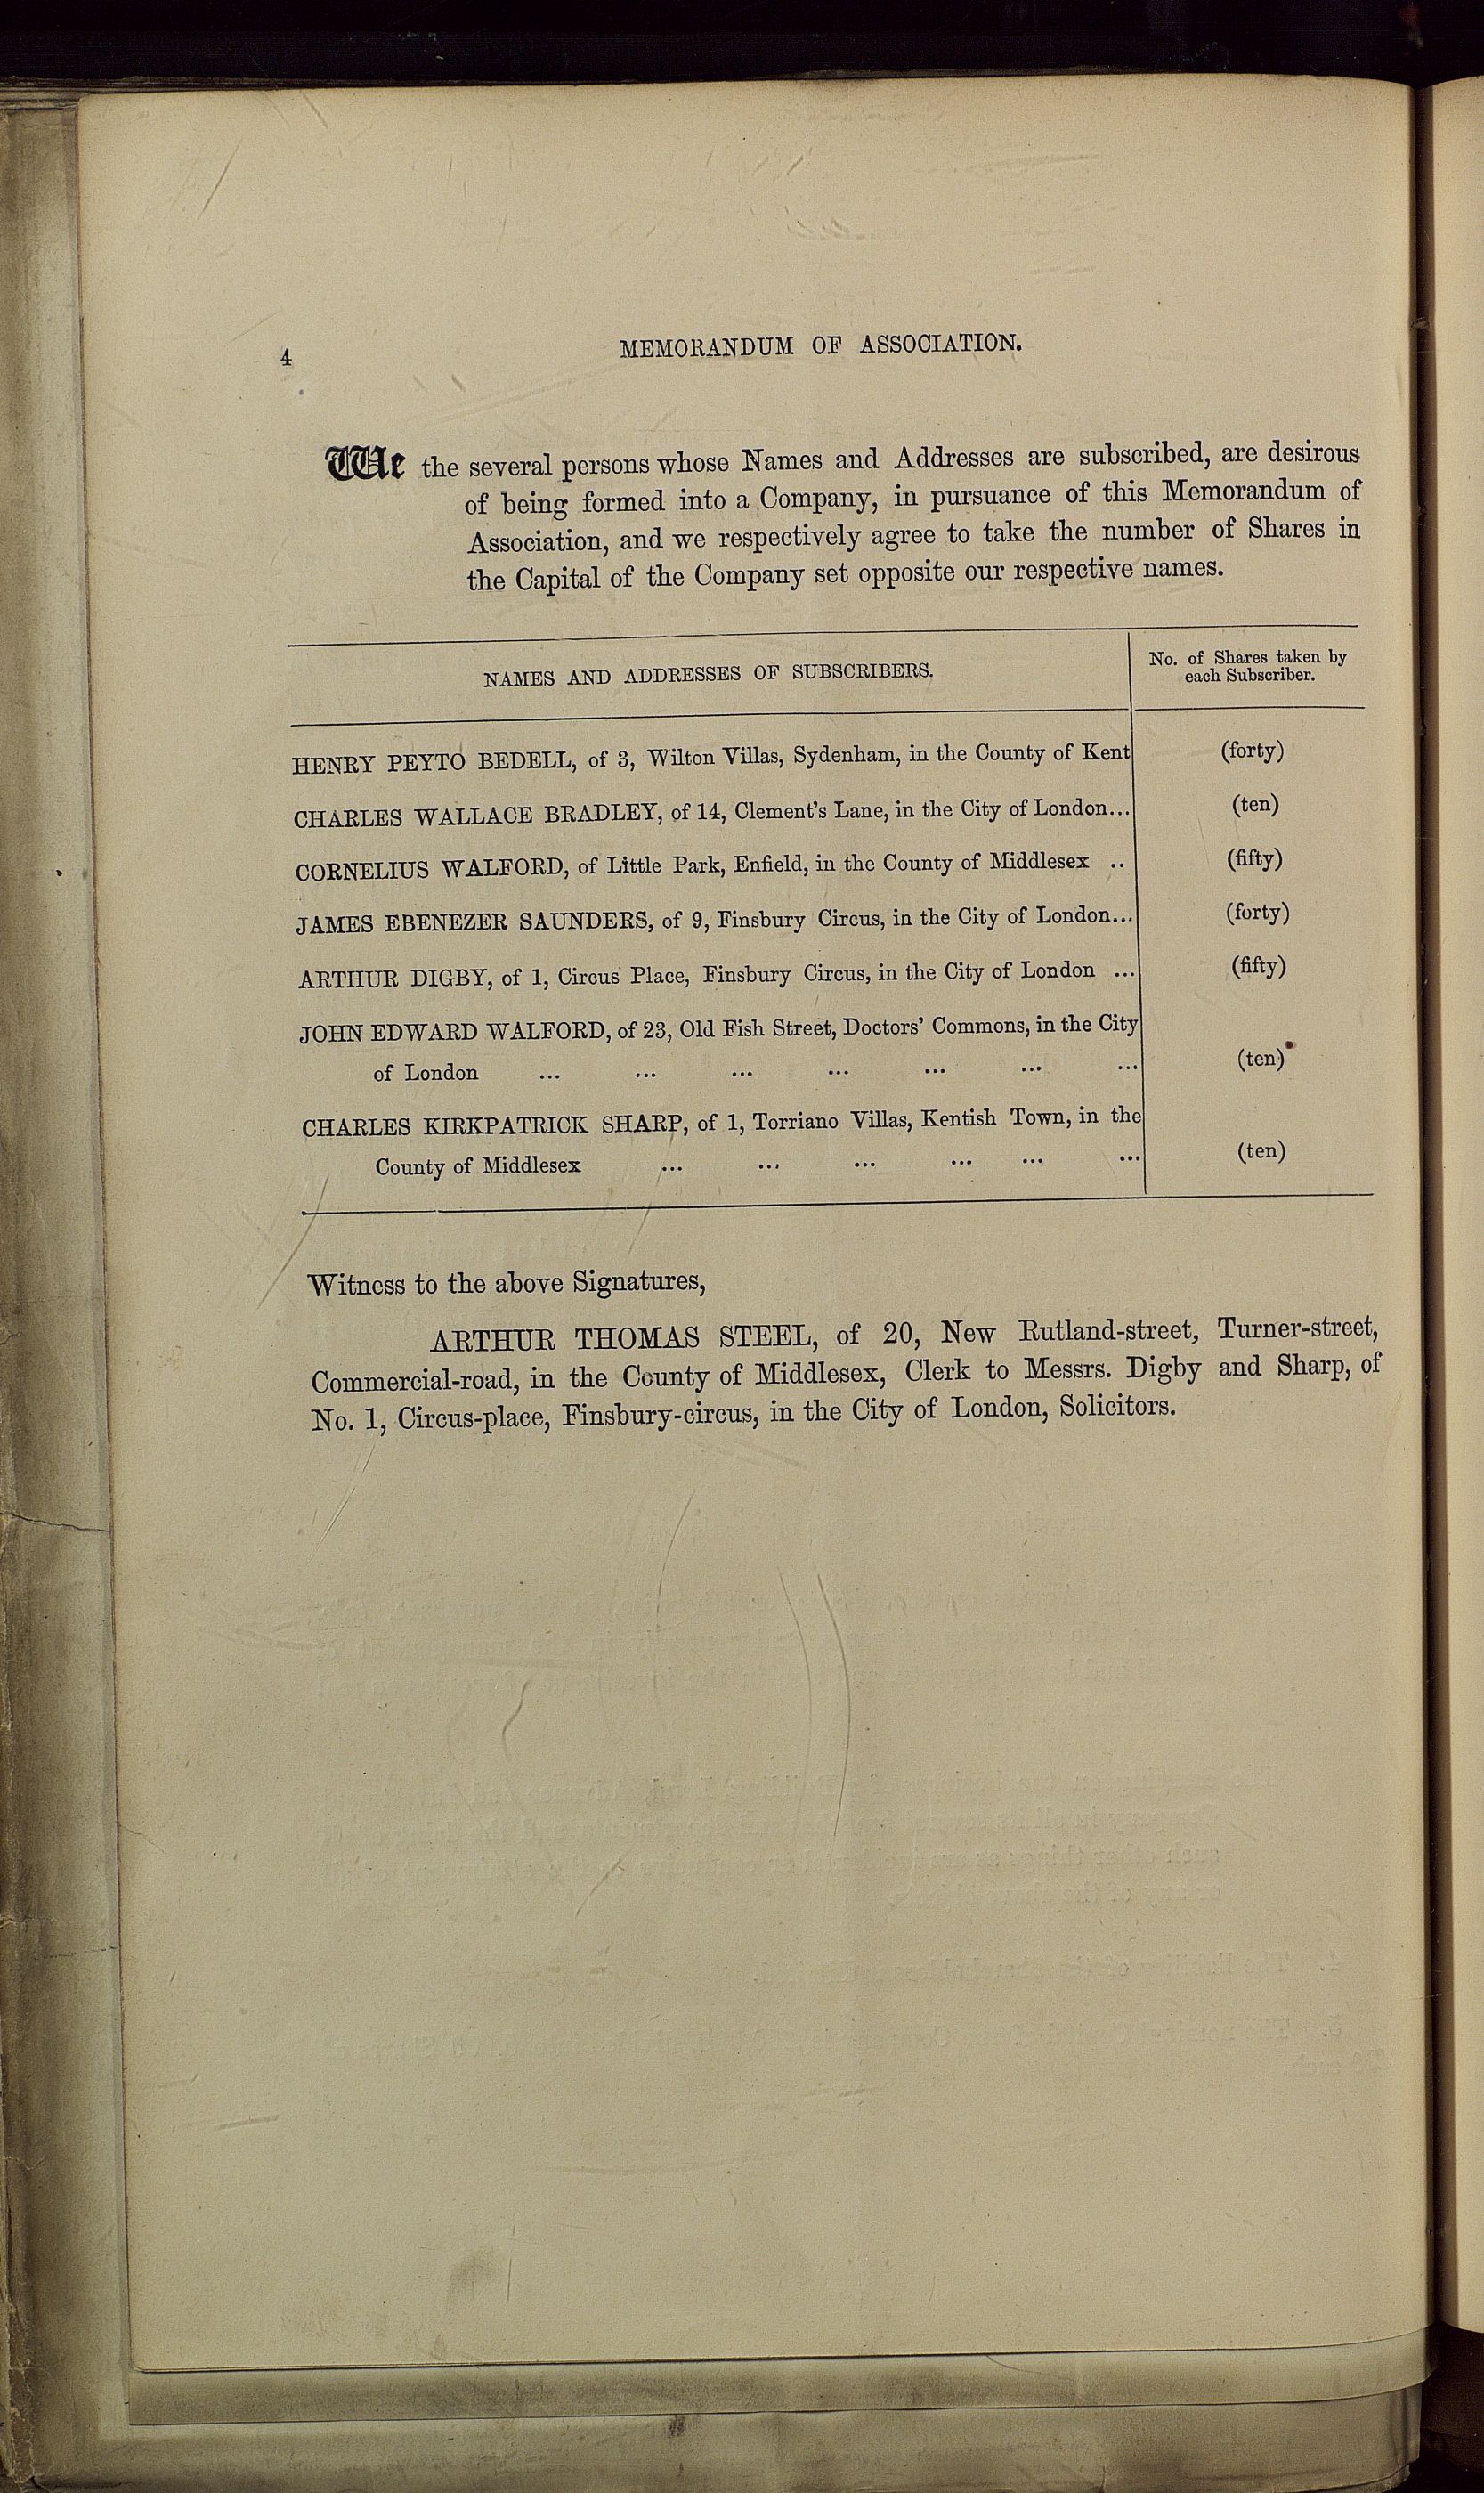 4
MEMORANDUM OF ASSOCIATION.
We the several persons whose Names and Addresses are subscribed, are desirous
of being formed into a Company, in pursuance of this Memorandum of
Association, and we respectively agree to take the number of Shares in
the Capital of the Company set opposite our respective names.
NAMES AND ADDRESSES OF SUBSCRIBERS.
No. of Shares taken by
each Subscriber.
HENRY PEYTO BEDELL, of 3, Wilton Villas, Sydenham, in the County of Kent (forty)
CHARLES WALLACE BRADLEY, of 14, Clement's Lane, in the City of London... (ten)
CORNELIUS WALFORD, of Little Park, Enfield, in the County of Middlesex .. (fifty)
JAMES EBENEZER SAUNDERS, of 9, Finsbury Circus, in the City of London... (forty)
ARTHUR DIGBY, of 1, Circus Place, Finsbury Circus, in the City of London ... (fifty)
JOHN EDWARD WALFORD, of 23, Old Fish Street, Doctors' Commons, in the City
of London ... ... ... ... ... ... ... (ten)
CHARLES KIRKPATRICK SHARP, of 1, Torriano Villas, Kentish Town, in the
County of Middlesex ... ... ... ... ... ... (ten)
Witness to the above Signatures,
ARTHUR THOMAS STEEL, of 20, New Rutland-street, Turner-street,
Commercial-road, in the County of Middlesex, Clerk to Messrs. Digby and Sharp, of
No. 1, Circus-place, Finsbury-circus, in the City of London, Solicitors.